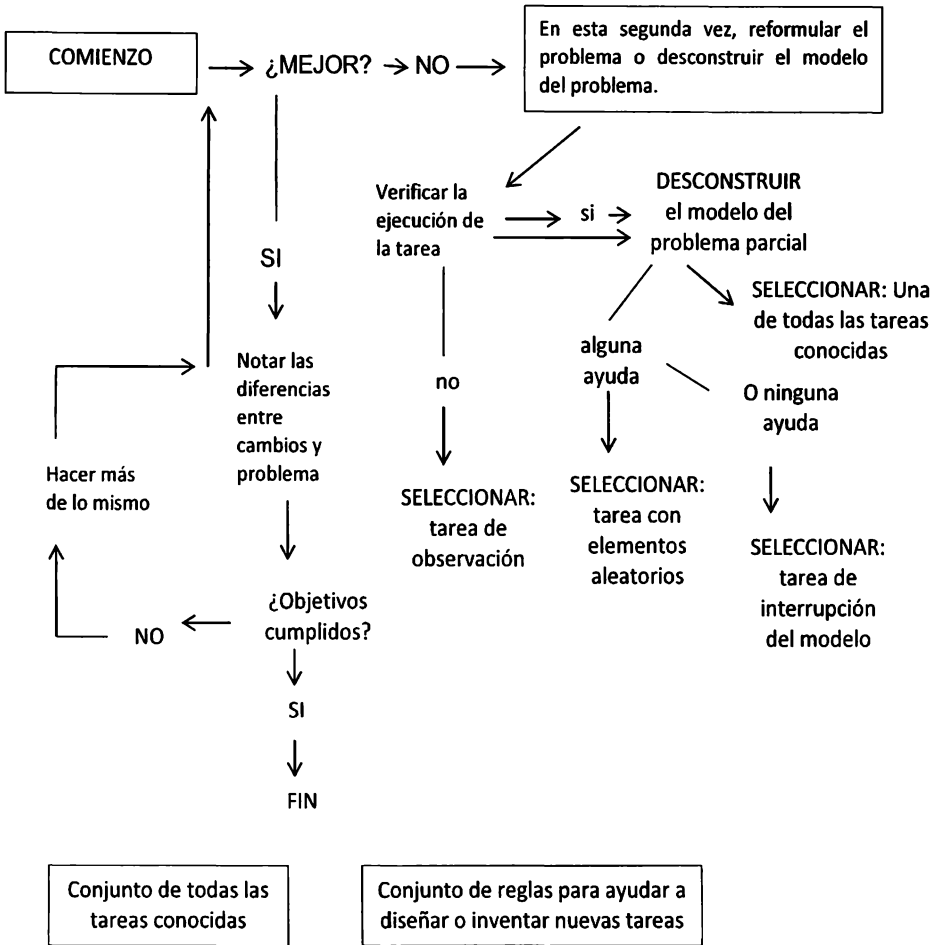 COMIENZO
¿MEJOR?
NO
En esta segunda vez, reformular el
problema o desconstruir el modelo
del problema.
Verificar la
ejecución de
la tarea
si
DESCONSTRUIR
el modelo del
problema parcial
SI
SELECCIONAR: Una
de todas las tareas
conocidas
Notar las
diferencias
entre
cambios y
problema
no
alguna
ayuda
O ninguna
ayuda
Hacer más
de lo mismo
SELECCIONAR:
tarea de
observación
SELECCIONAR:
tarea con
elementos
aleatorios
SELECCIONAR:
tarea de
interrupción
del modelo
¿Objetivos
cumplidos?
NO
SI
FIN
Conjunto de todas las
tareas conocidas
Conjunto de reglas para ayudar a
diseñar o inventar nuevas tareas